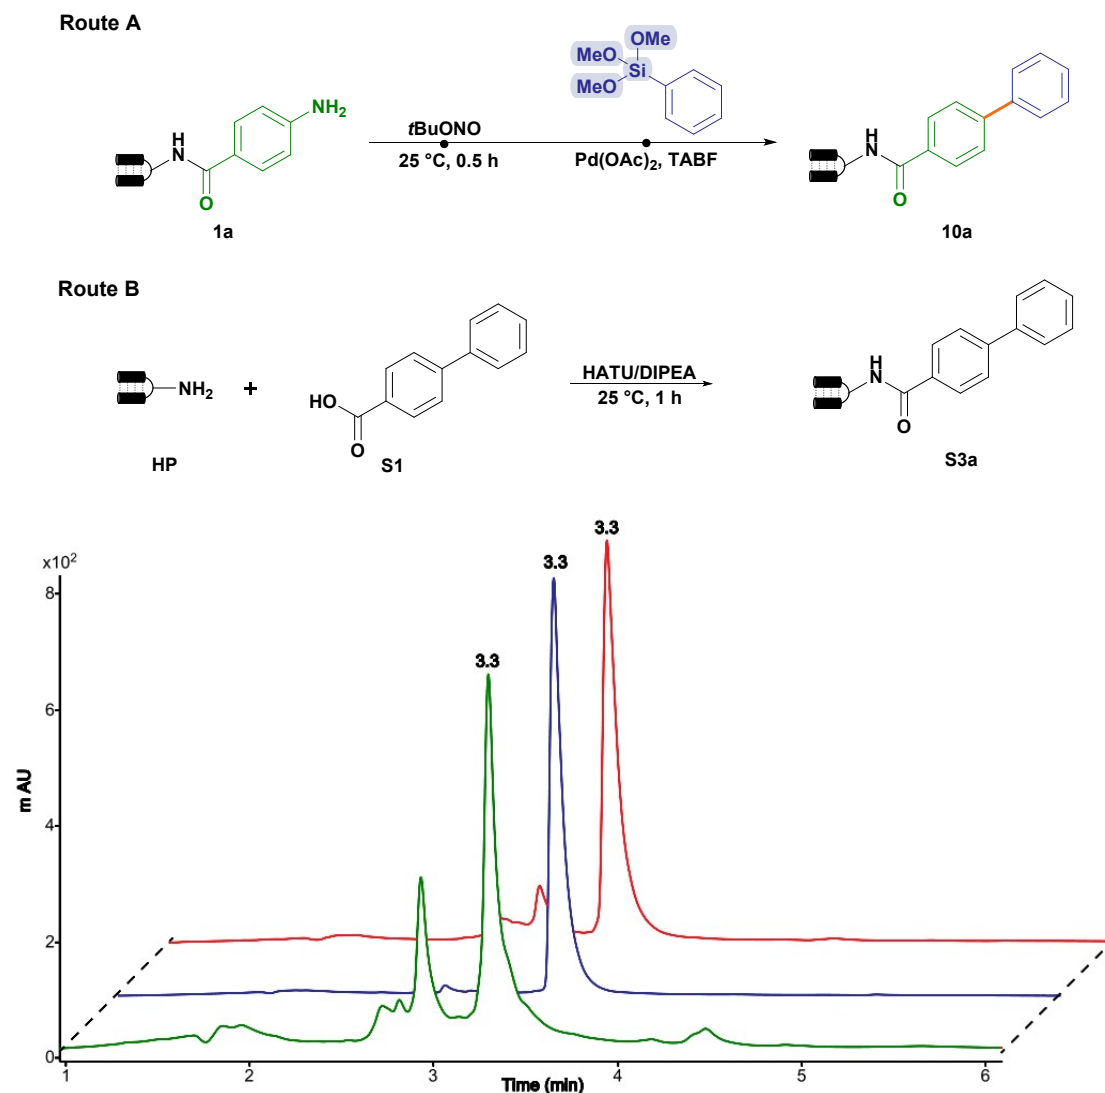 Route A
OMe
MeO
Si
MeO
NH2
H
N
O
1a
tBuONO
25 °C, 0.5 h
Pd(OAc)2, TABF
H
N
O
10a
Route B
NH2
+
HP
HO
O
S1
HATU/DIPEA
25 °C, 1 h
H
N
O
S3a
x10²
8
6
4
2
0
m AU
3.3
3.3
3.3
1 2 3 4 5 6
Time (min)